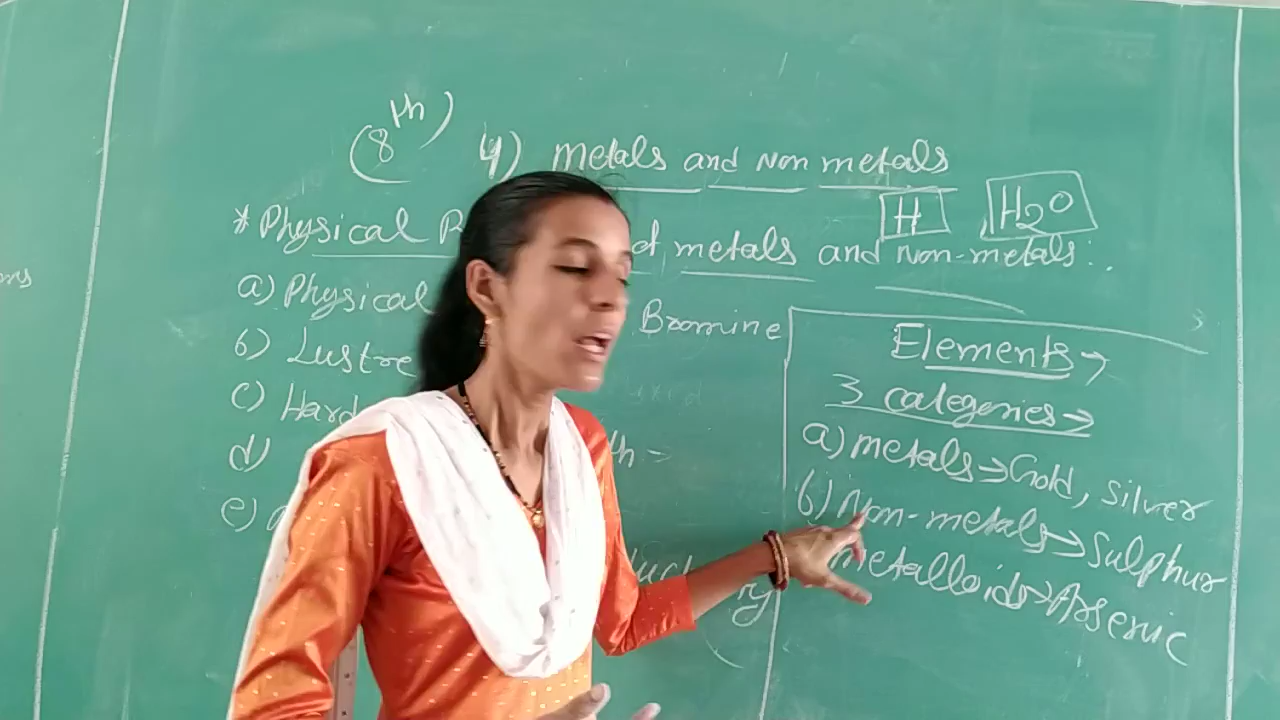 (8th) 4) metals and Non metals
H H2O
*Physical of metals and Non-metals:
a) Physical Bromine
b) Lustre
c) Hard
d)
e)
Elements→
3 categories→
a) metals→Gold, silver
b) Non-metals→Sulphur
metalloids→Arsenic